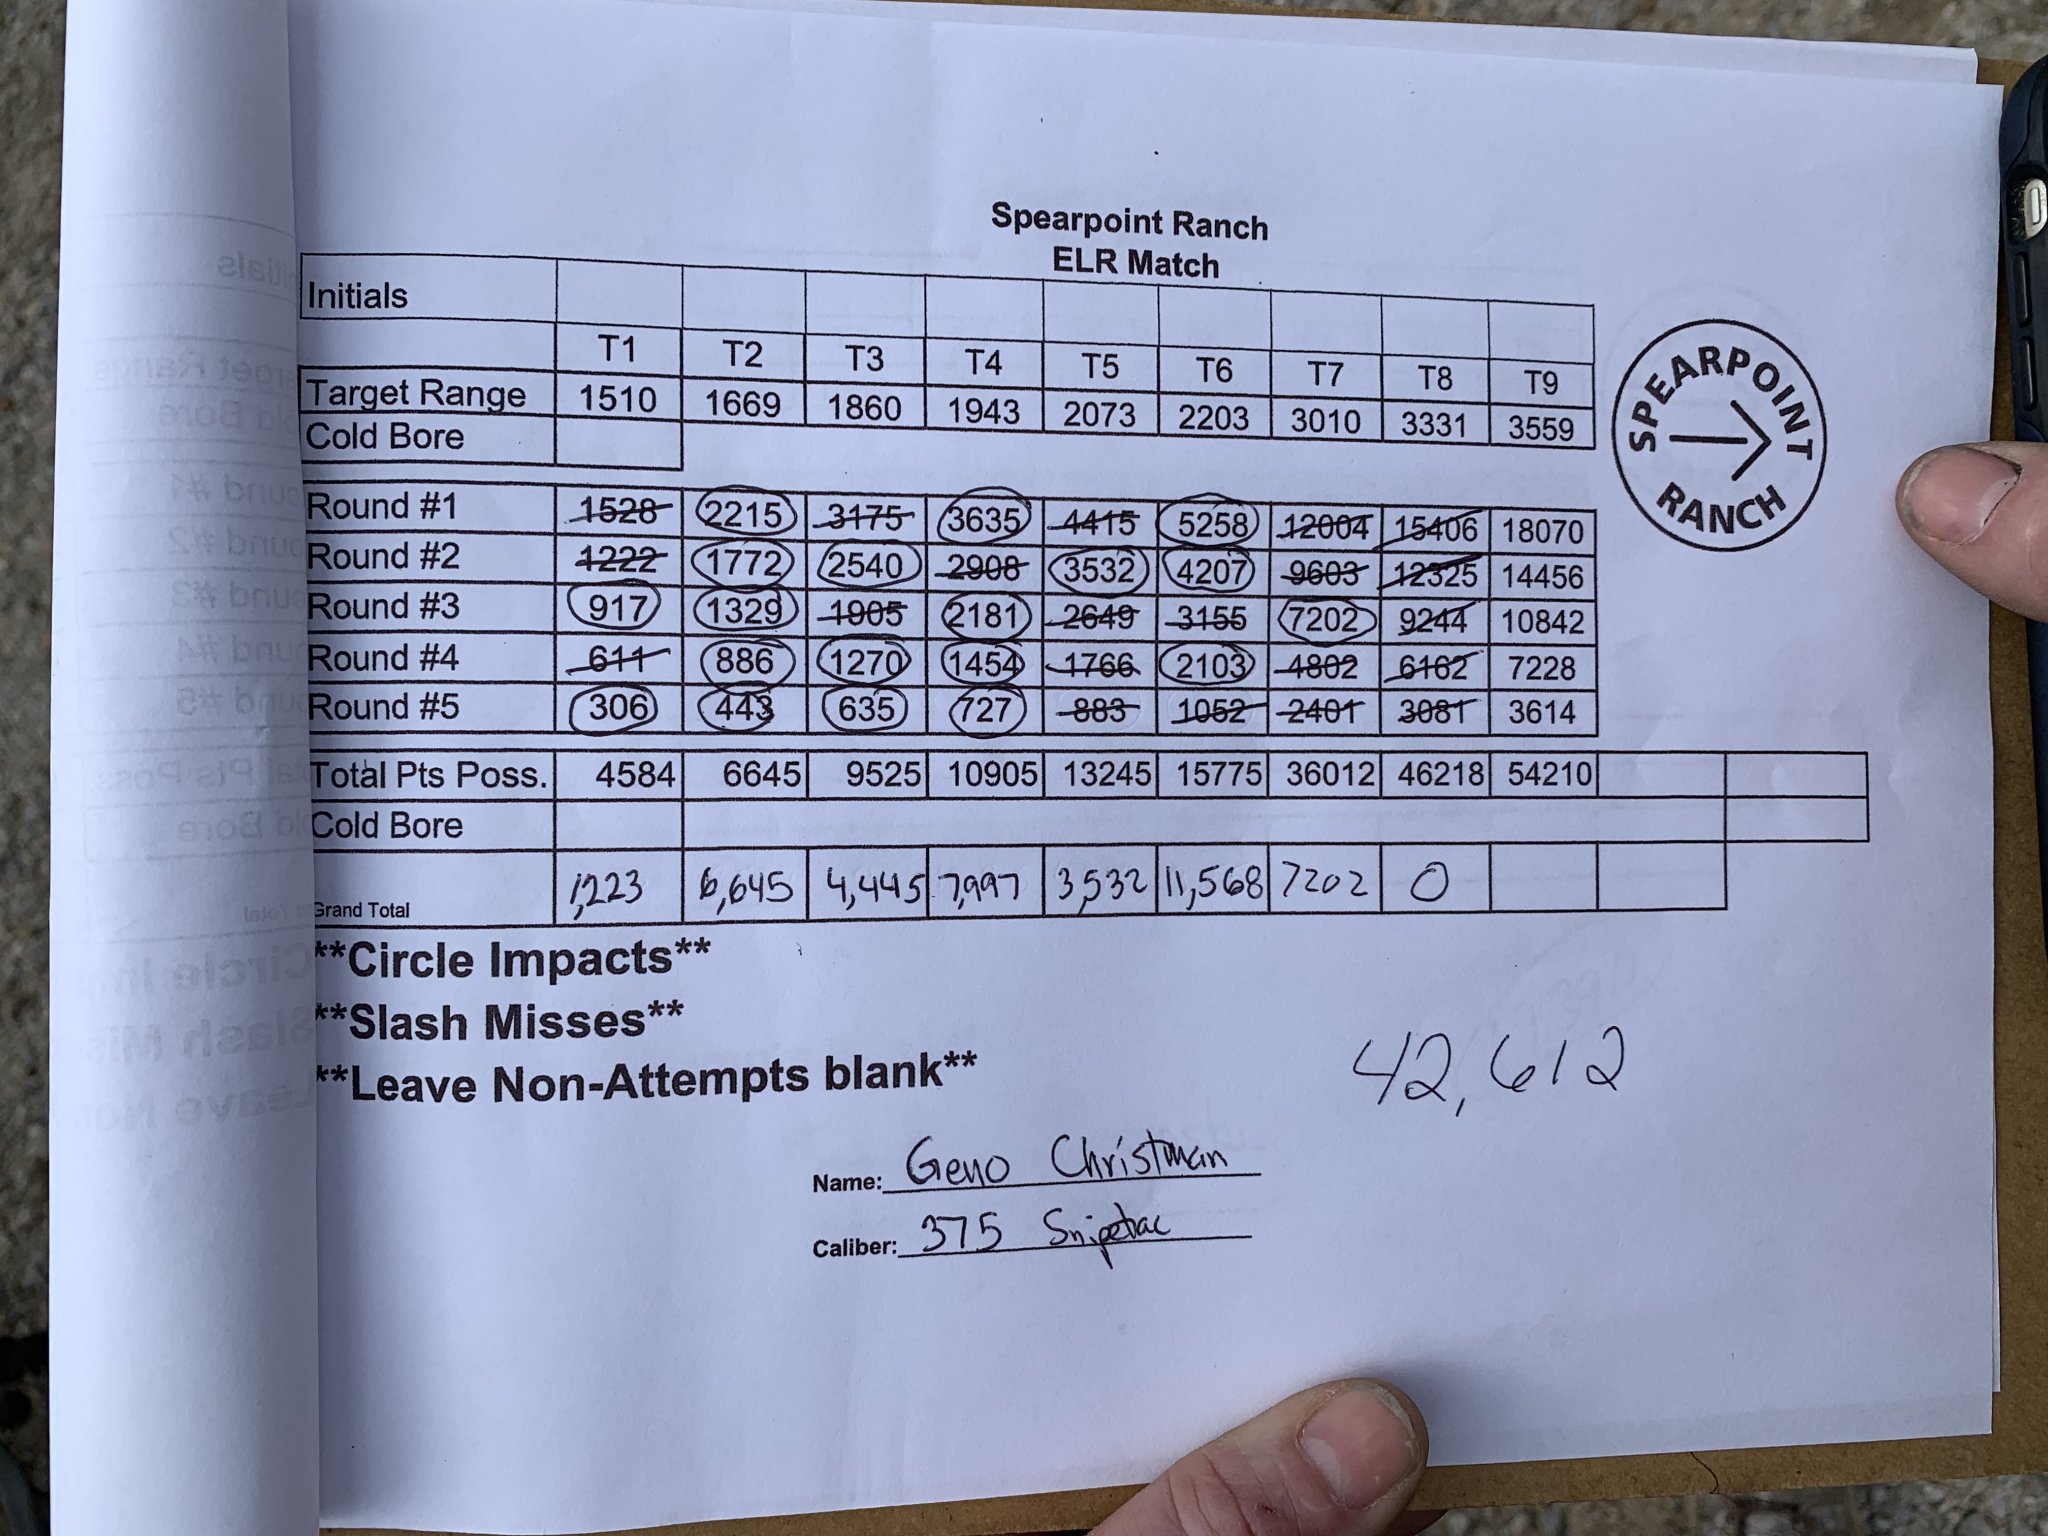 Spearpoint Ranch
ELR Match
Initials
T1 T2 T3 T4 T5 T6 T7 T8 T9
Target Range 1510 1669 1860 1943 2073 2203 3010 3331 3559
Cold Bore
Round #1 1528 2215 3175 3635 4415 5258 12004 15406 18070
Round #2 1222 1772 2540 2908 3532 4207 9603 12325 14456
Round #3 917 1329 1905 2181 2649 3155 7202 9244 10842
Round #4 611 886 1270 1454 1766 2103 4802 6162 7228
Round #5 306 443 635 727 883 1052 2401 3081 3614
Total Pts Poss. 4584 6645 9525 10905 13245 15775 36012 46218 54210
Cold Bore
Grand Total 1,223 6,645 4,445 7,997 3,532 11,568 7202 0
**Circle Impacts**
**Slash Misses**
**Leave Non-Attempts blank**
42,612
Name: Geno Christman
Caliber: 375 Snipetac
SPEARPOINT
RANCH